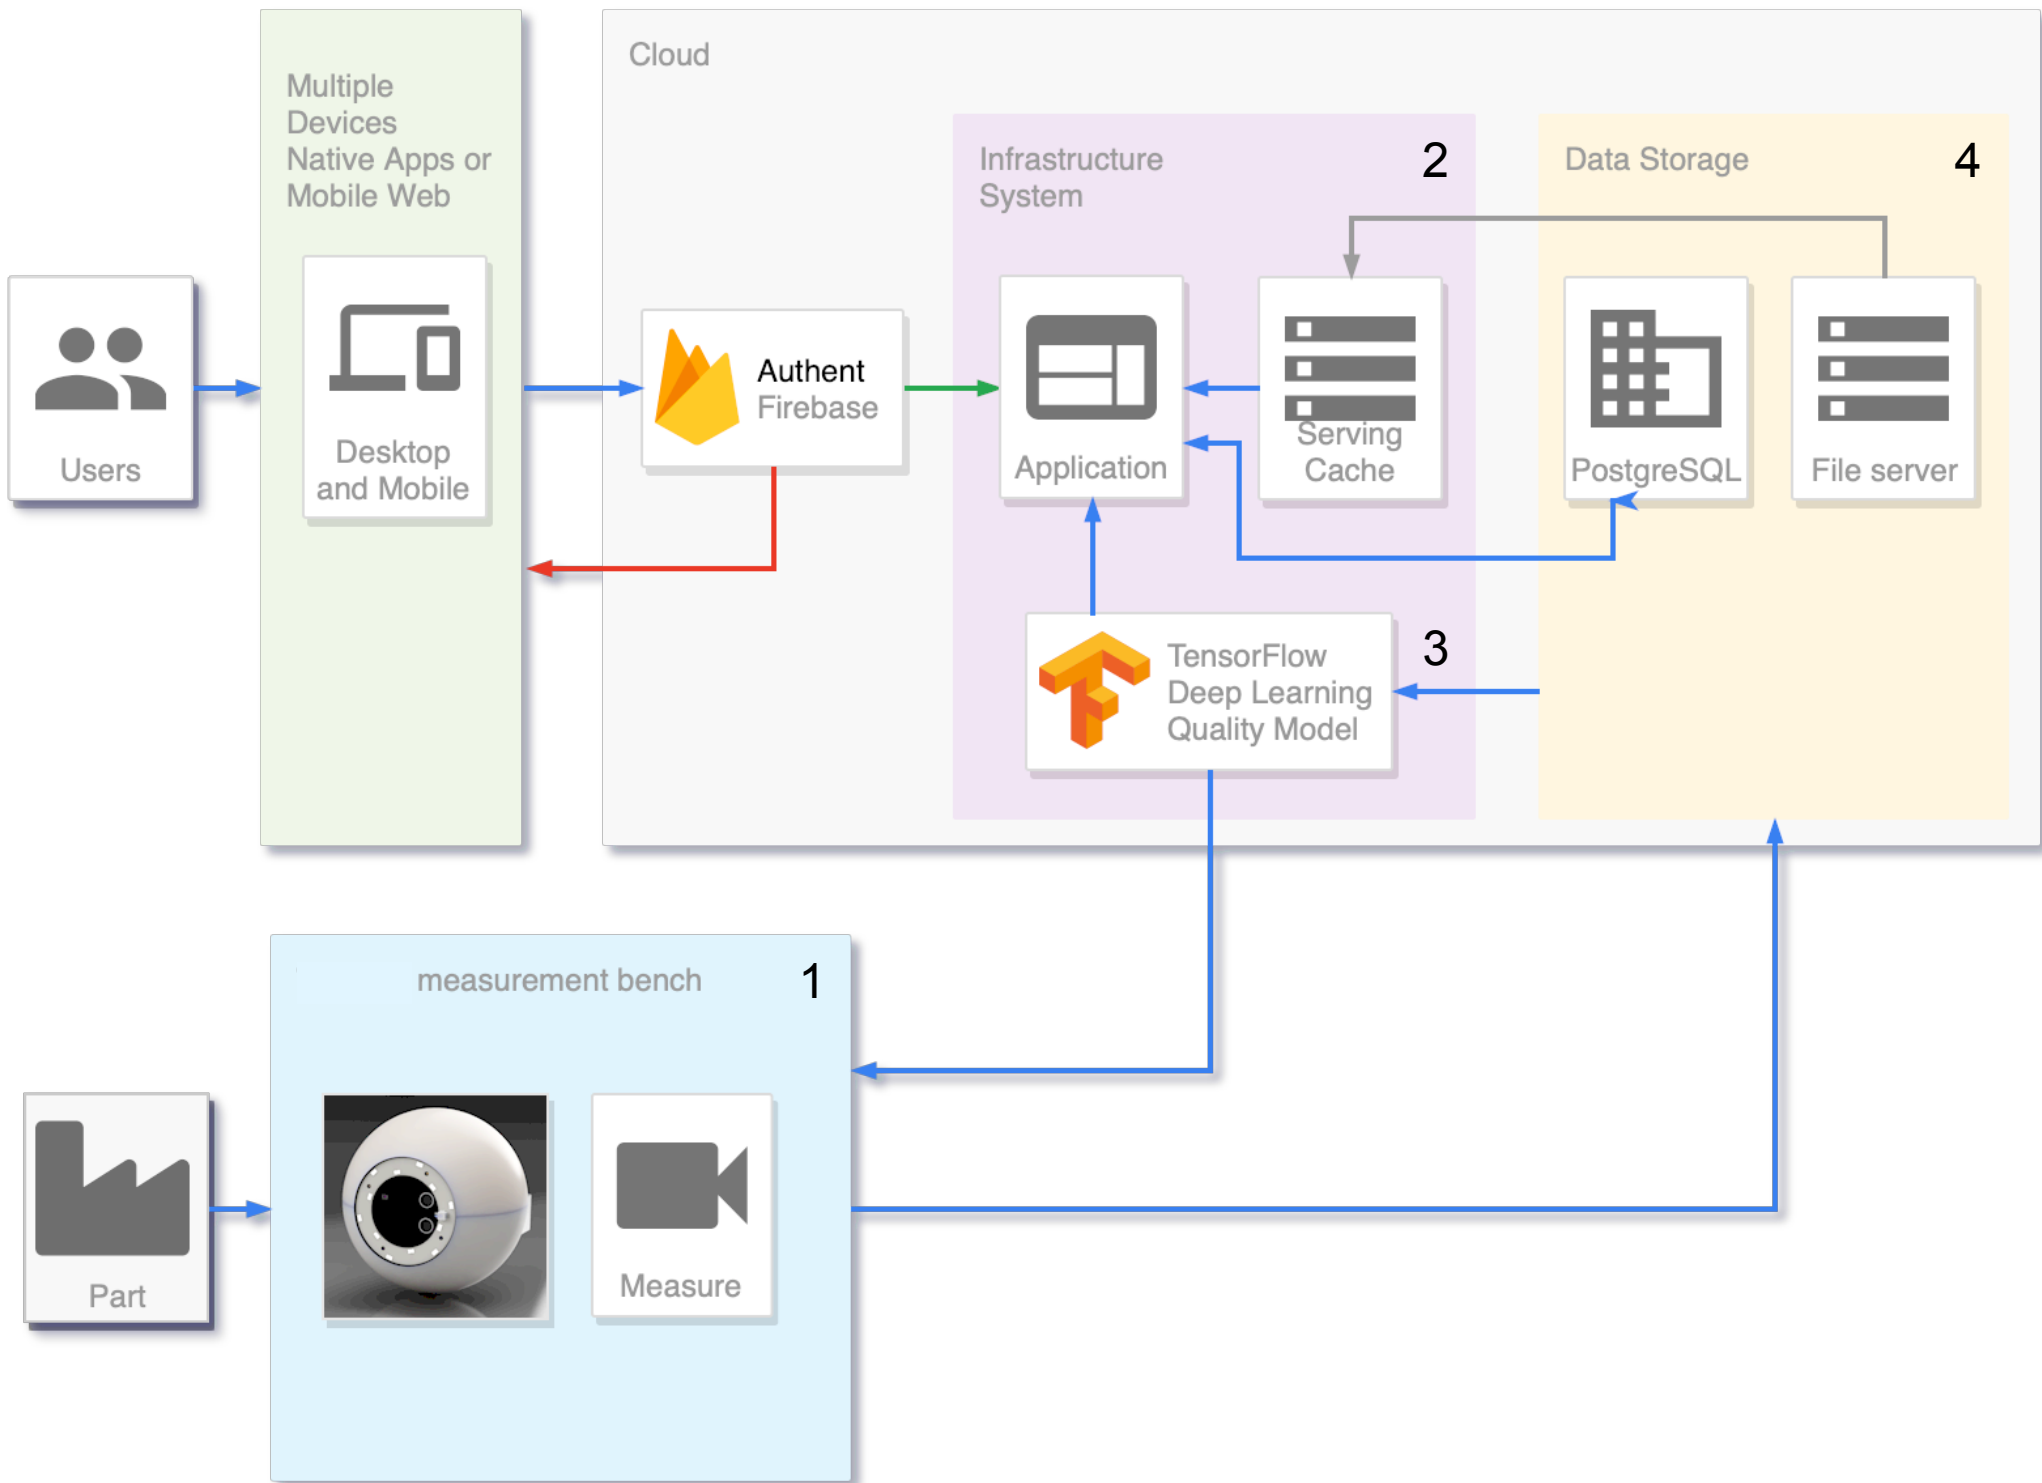 Cloud
Multiple
Devices
Native Apps or
Mobile Web
Infrastructure
System
2
Data Storage
4
Users
Desktop
and Mobile
Authent
Firebase
Application
Serving
Cache
PostgreSQL
File server
TensorFlow
Deep Learning
Quality Model
3
measurement bench
1
Part
Measure